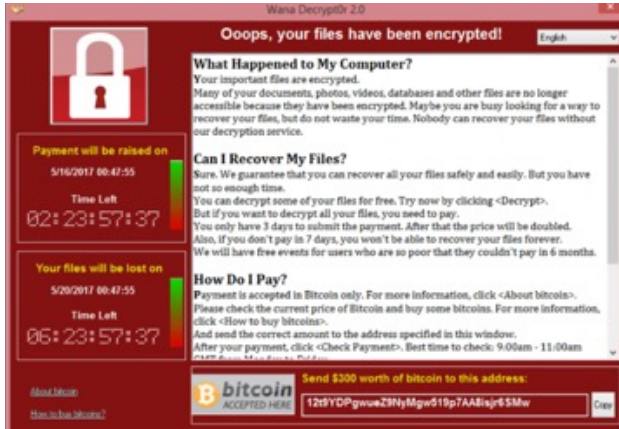 Wana Decrypt0r 2.0
Ooops, your files have been encrypted!
English
What Happened to My Computer?
Your important files are encrypted.
Many of your documents, photos, videos, databases and other files are no longer
accessible because they have been encrypted. Maybe you are busy looking for a way to
recover your files, but do not waste your time. Nobody can recover your files without
our decryption service.
Can I Recover My Files?
Sure. We guarantee that you can recover all your files safely and easily. But you have
not so enough time.
You can decrypt some of your files for free. Try now by clicking <Decrypt>.
But if you want to decrypt all your files, you need to pay.
You only have 3 days to submit the payment. After that the price will be doubled.
Also, if you don't pay in 7 days, you won't be able to recover your files forever.
We will have free events for users who are so poor that they couldn't pay in 6 months.
How Do I Pay?
Payment is accepted in Bitcoin only. For more information, click <About bitcoin>.
Please check the current price of Bitcoin and buy some bitcoins. For more information,
click <How to buy bitcoins>.
And send the correct amount to the address specified in this window.
After your payment, click <Check Payment>. Best time to check: 9:00am - 11:00am
GMT from Monday to Friday.
Payment will be raised on
5/16/2017 00:47:55
Time Left
02:23:57:37
Your files will be lost on
5/20/2017 00:47:55
Time Left
06:23:57:37
About bitcoin
How to buy bitcoins?
bitcoin
ACCEPTED HERE
Send $300 worth of bitcoin to this address:
Copy